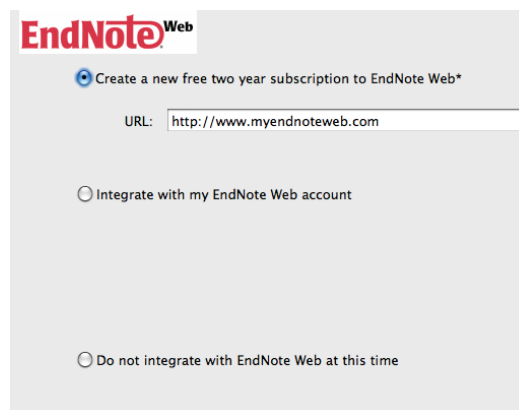 EndNote Web
Create a new free two year subscription to EndNote Web*
URL: http://www.myendnoteweb.com
Integrate with my EndNote Web account
Do not integrate with EndNote Web at this time